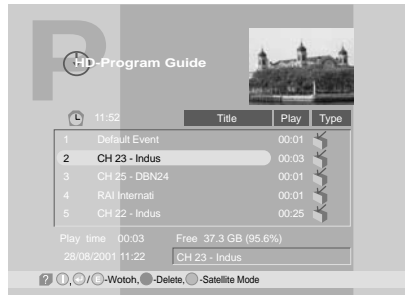 P
HD-Program Guide
11:52 Title Play Type
1 Default Event 00:01
2 CH 23 - Indus 00:03
3 CH 25 - DBN24 00:01
4 RAI Internati 00:01
5 CH 22 - Indus 00:25
Play time 00:03 Free 37.3 GB (95.6%)
28/08/2001 11:22 CH 23 - Indus
? /-Wotoh, -Delete, -Satellite Mode